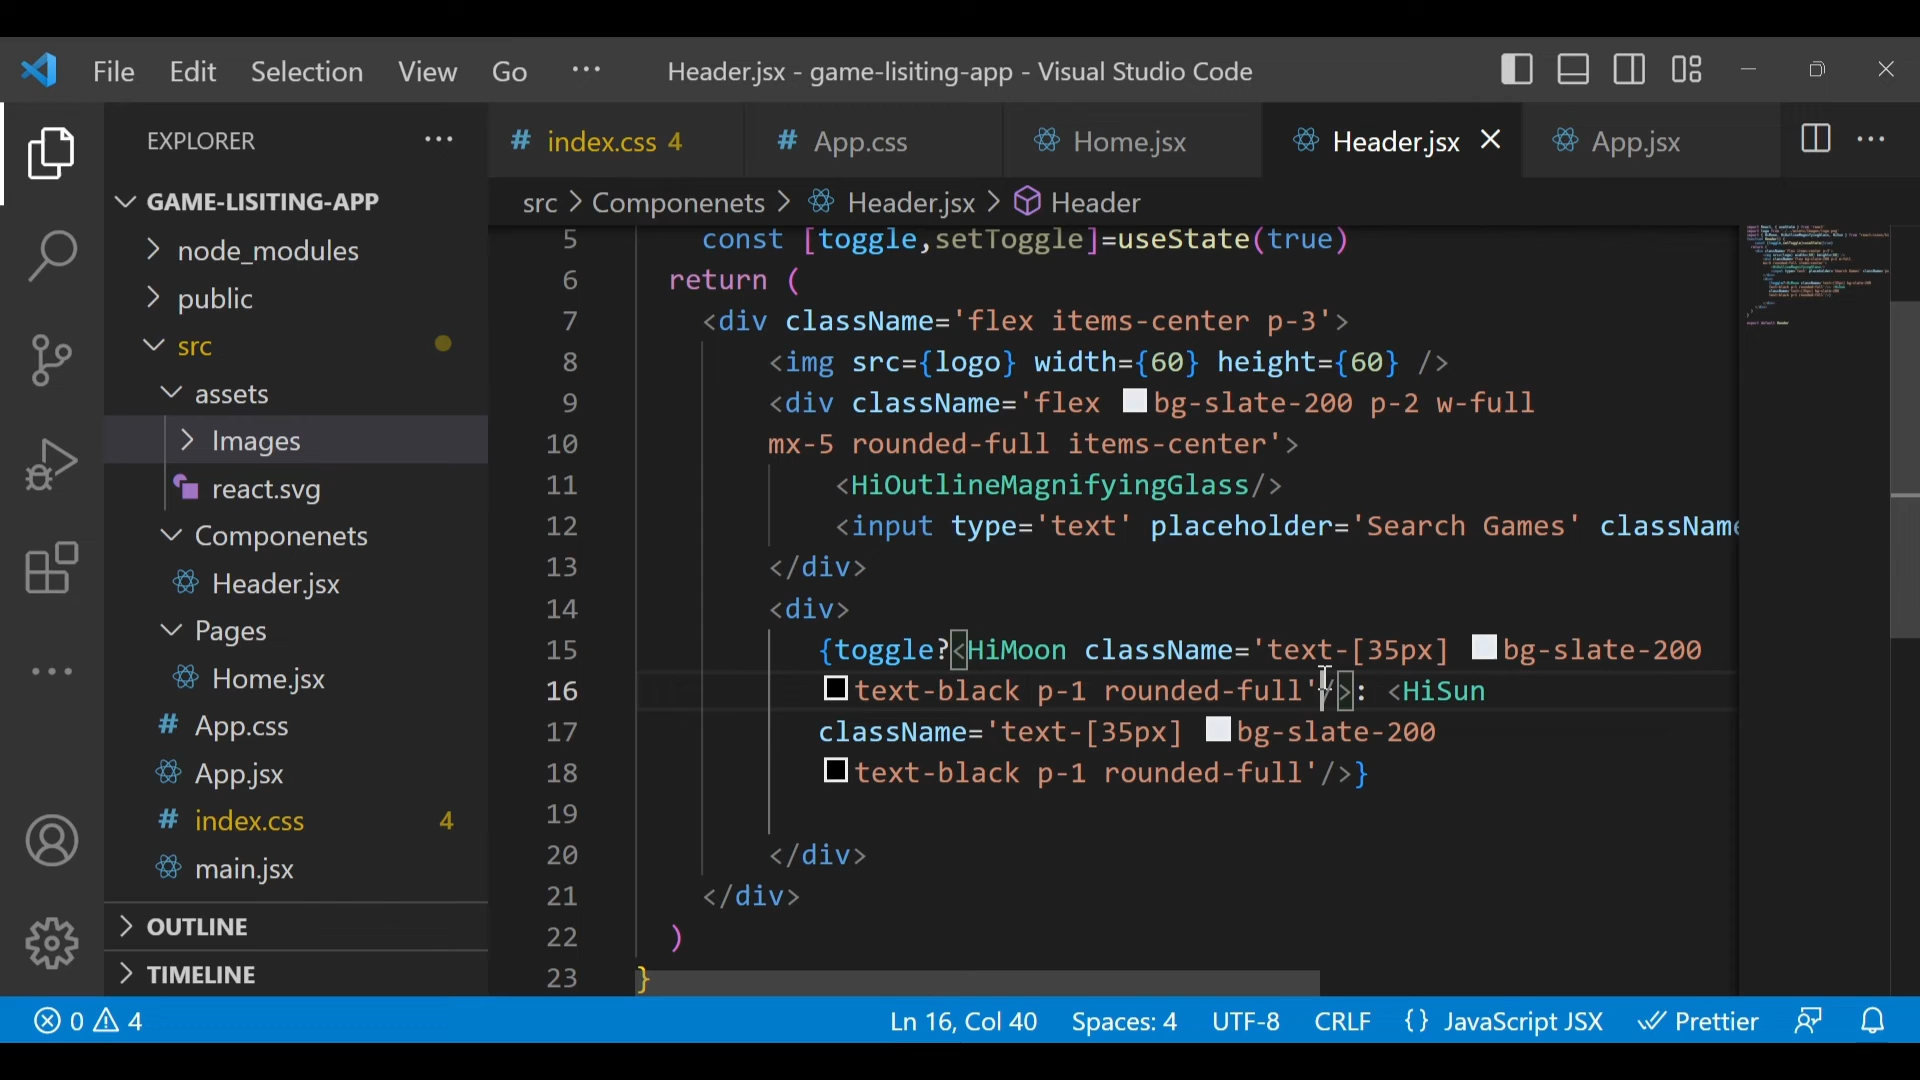 File Edit Selection View Go ··· Header.jsx - game-lisiting-app - Visual Studio Code
EXPLORER ···
GAME-LISITING-APP
node_modules
public
src
assets
Images
react.svg
Componenets
Header.jsx
Pages
Home.jsx
App.css
App.jsx
index.css 4
main.jsx
OUTLINE
TIMELINE
# index.css 4 # App.css Home.jsx Header.jsx App.jsx ···
src > Componenets > Header.jsx > Header
5 const [toggle,setToggle]=useState(true)
6 return (
7 <div className='flex items-center p-3'>
8 <img src={logo} width={60} height={60} />
9 <div className='flex bg-slate-200 p-2 w-full
10 mx-5 rounded-full items-center'>
11 <HiOutlineMagnifyingGlass/>
12 <input type='text' placeholder='Search Games' className
13 </div>
14 <div>
15 {toggle?<HiMoon className='text-[35px] bg-slate-200
16 text-black p-1 rounded-full'/>: <HiSun
17 className='text-[35px] bg-slate-200
18 text-black p-1 rounded-full'/>}
19
20 </div>
21 </div>
22 )
23 }
0 4 Ln 16, Col 40 Spaces: 4 UTF-8 CRLF {} JavaScript JSX Prettier